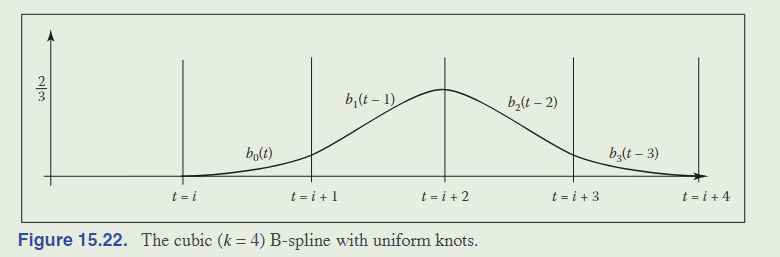 2/3
b₁(t – 1)
b₂(t – 2)
b₀(t)
b₃(t – 3)
t = i
t = i + 1
t = i + 2
t = i + 3
t = i + 4
Figure 15.22. The cubic (k = 4) B-spline with uniform knots.